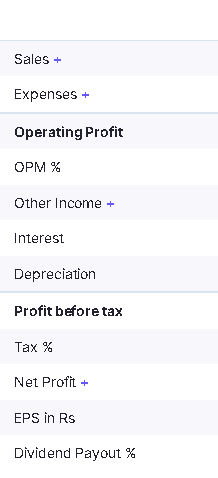 Sales +
Expenses +
Operating Profit
OPM %
Other Income +
Interest
Depreciation
Profit before tax
Tax %
Net Profit +
EPS in Rs
Dividend Payout %